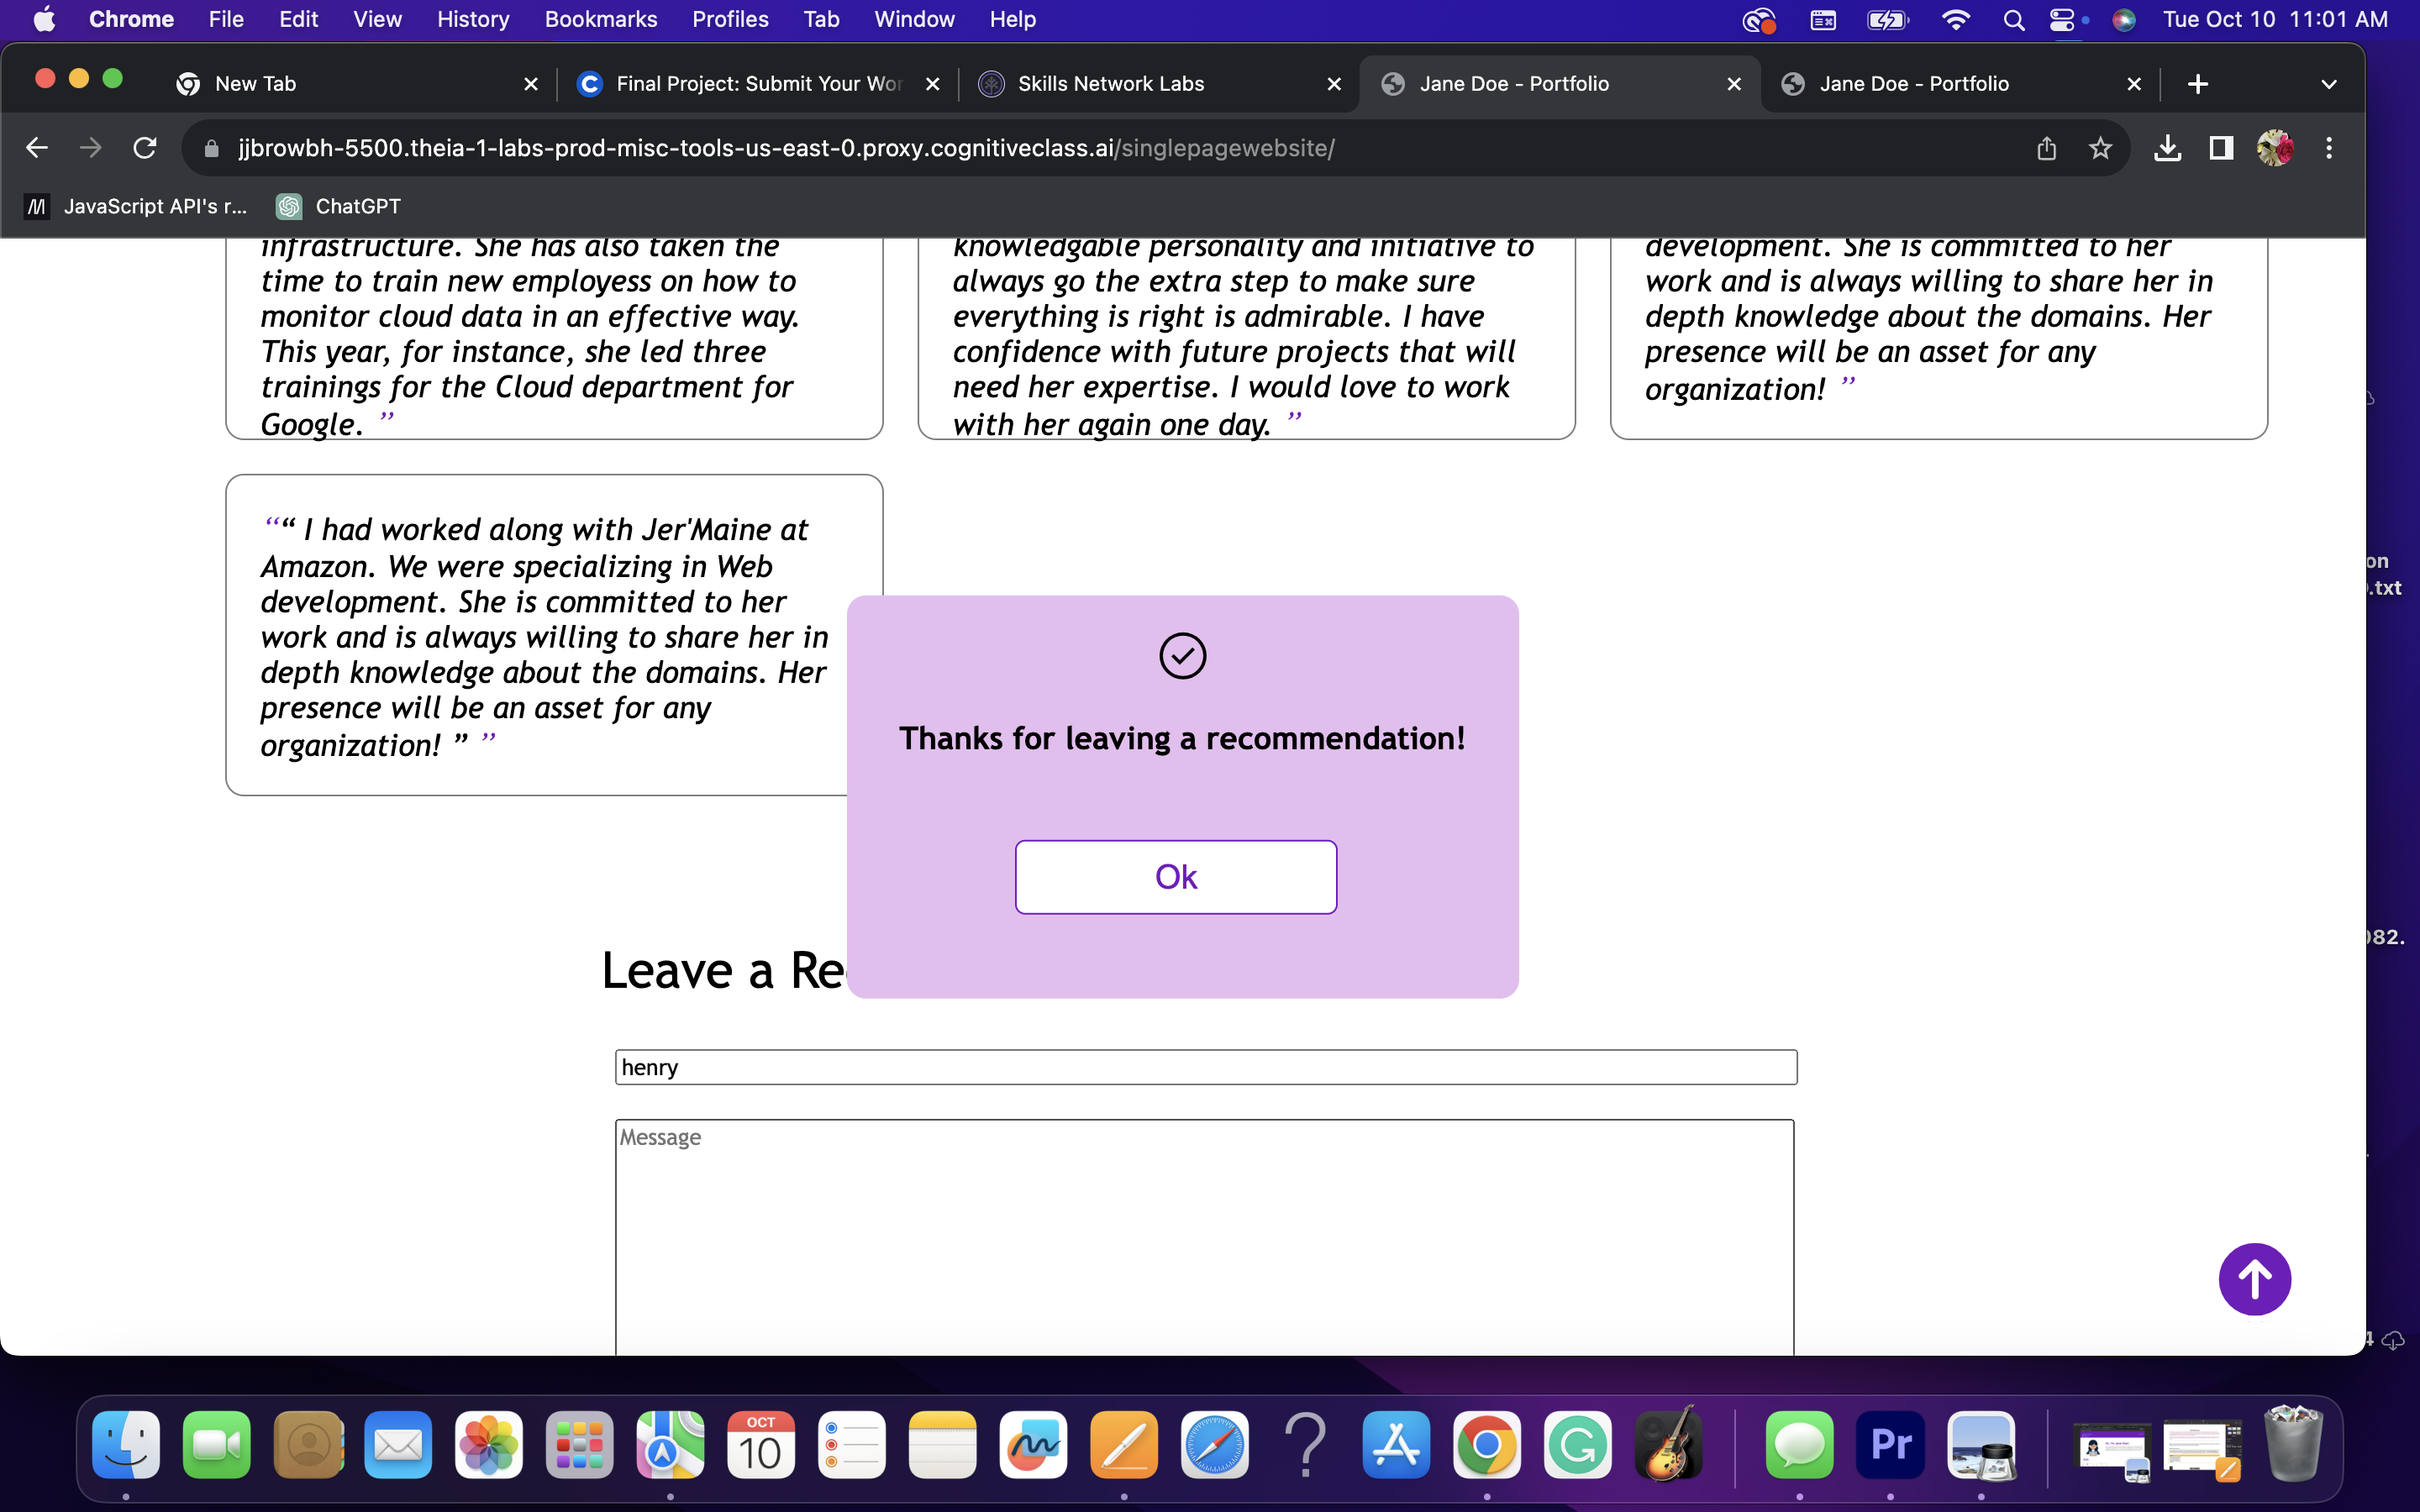 Chrome File Edit View History Bookmarks Profiles Tab Window Help Tue Oct 10 11:01 AM
New Tab Final Project: Submit Your Wor Skills Network Labs Jane Doe - Portfolio Jane Doe - Portfolio
jjbrowbh-5500.theia-1-labs-prod-misc-tools-us-east-0.proxy.cognitiveclass.ai/singlepagewebsite/
JavaScript API's r... ChatGPT
infrastructure. She has also taken the
time to train new employess on how to
monitor cloud data in an effective way.
This year, for instance, she led three
trainings for the Cloud department for
Google. ”
knowledgable personality and initiative to
always go the extra step to make sure
everything is right is admirable. I have
confidence with future projects that will
need her expertise. I would love to work
with her again one day. ”
development. She is committed to her
work and is always willing to share her in
depth knowledge about the domains. Her
presence will be an asset for any
organization! ”
““ I had worked along with Jer'Maine at
Amazon. We were specializing in Web
development. She is committed to her
work and is always willing to share her in
depth knowledge about the domains. Her
presence will be an asset for any
organization! ” ”
Thanks for leaving a recommendation!
Ok
Leave a Re
henry
Message
on
.txt
082.
4
OCT
10
Pr